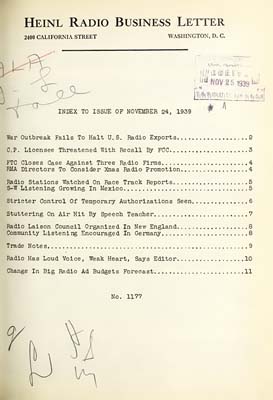 HEINL RADIO BUSINESS LETTER
2400 CALIFORNIA STREET WASHINGTON, D. C.
NOV 25 1939
INDEX TO ISSUE OF NOVEMBER 24, 1939
War Outbreak Fails To Halt U.S. Radio Exports....................2
C.P. Licensee Threatened With Recall By FCC......................3
FTC Closes Case Against Three Radio Firms........................4
RMA Directors To Consider Xmas Radio Promotion...................4
Radio Stations Watched On Race Track Reports.....................5
S-W Listening Growing In Mexico..................................5
Stricter Control Of Temporary Authorizations Seen................6
Stuttering On Air Hit By Speech Teacher..........................7
Radio Laison Council Organized In New England....................8
Community Listening Encouraged In Germany........................8
Trade Notes......................................................9
Radio Has Loud Voice, Weak Heart, Says Editor...................10
Change In Big Radio Ad Budgets Forecast.........................11
No. 1177